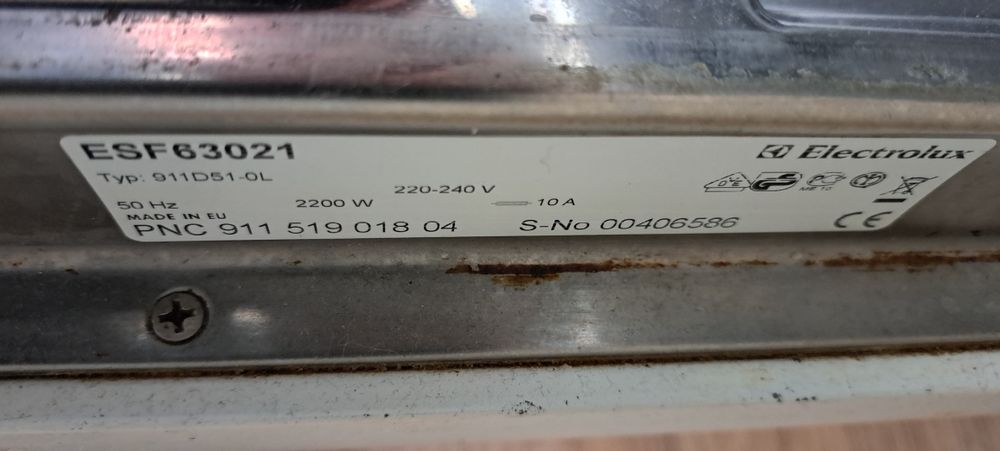 ESF63021
Electrolux
Typ: 911D51-0L
220-240 V
50 Hz 2200 W 10 A
MADE IN EU
PNC 911 519 018 04 S-No 00406586
CE